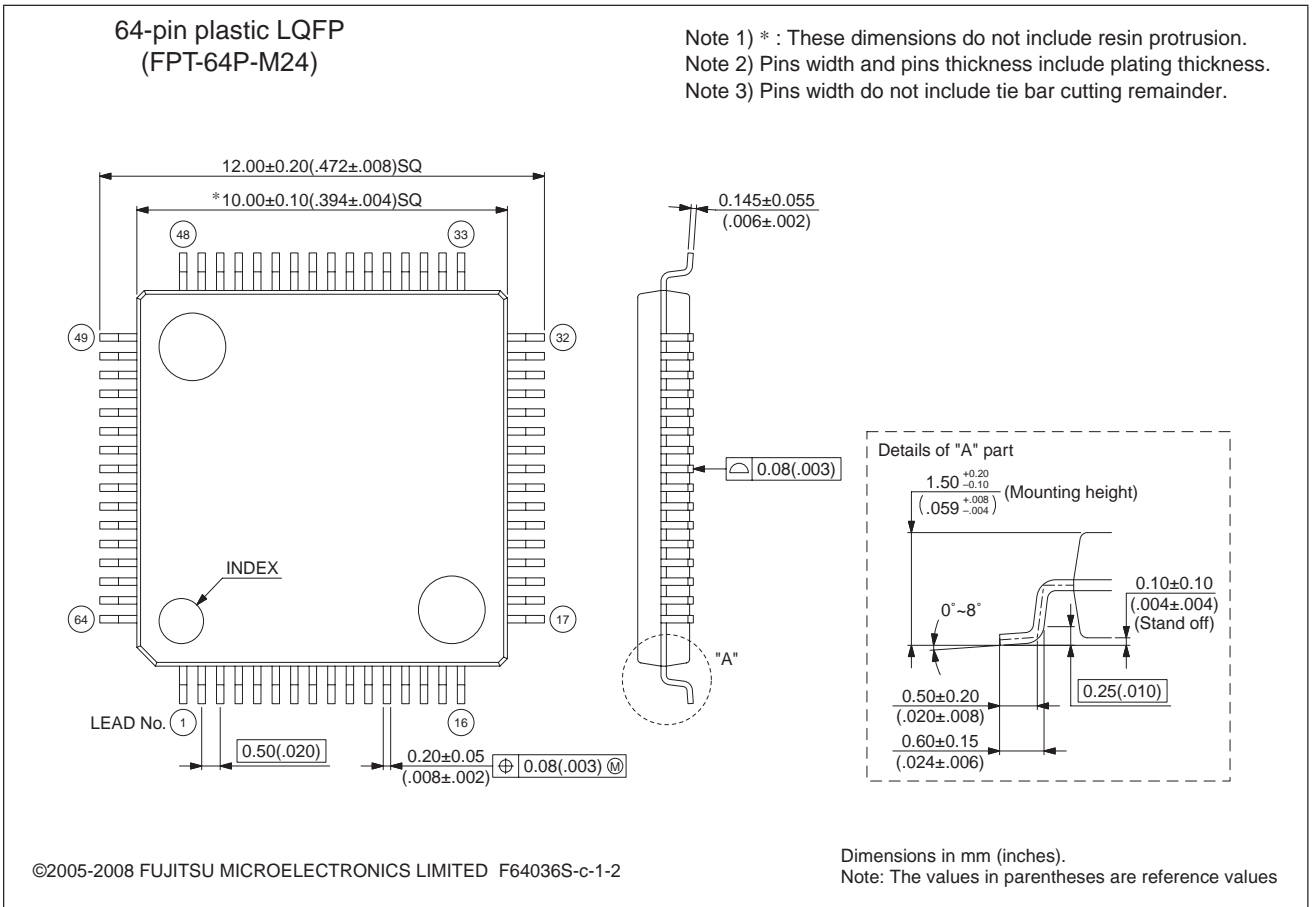 64-pin plastic LQFP
(FPT-64P-M24)
Note 1) * : These dimensions do not include resin protrusion.
Note 2) Pins width and pins thickness include plating thickness.
Note 3) Pins width do not include tie bar cutting remainder.
12.00±0.20(.472±.008)SQ
*10.00±0.10(.394±.004)SQ
0.145±0.055
(.006±.002)
48
33
49
32
0.08(.003)
INDEX
64
17
"A"
LEAD No.
1
16
0.50(.020)
0.20±0.05
(.008±.002)
0.08(.003) Ⓜ
Details of "A" part
1.50 +0.20 –0.10
(.059 +.008 –.004)
(Mounting height)
0°~8°
0.10±0.10
(.004±.004)
(Stand off)
0.25(.010)
0.50±0.20
(.020±.008)
0.60±0.15
(.024±.006)
©2005-2008 FUJITSU MICROELECTRONICS LIMITED F64036S-c-1-2
Dimensions in mm (inches).
Note: The values in parentheses are reference values